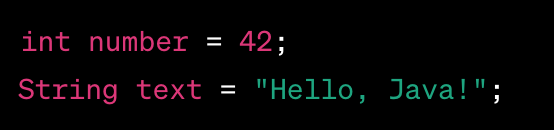 int number = 42;
String text = "Hello, Java!";